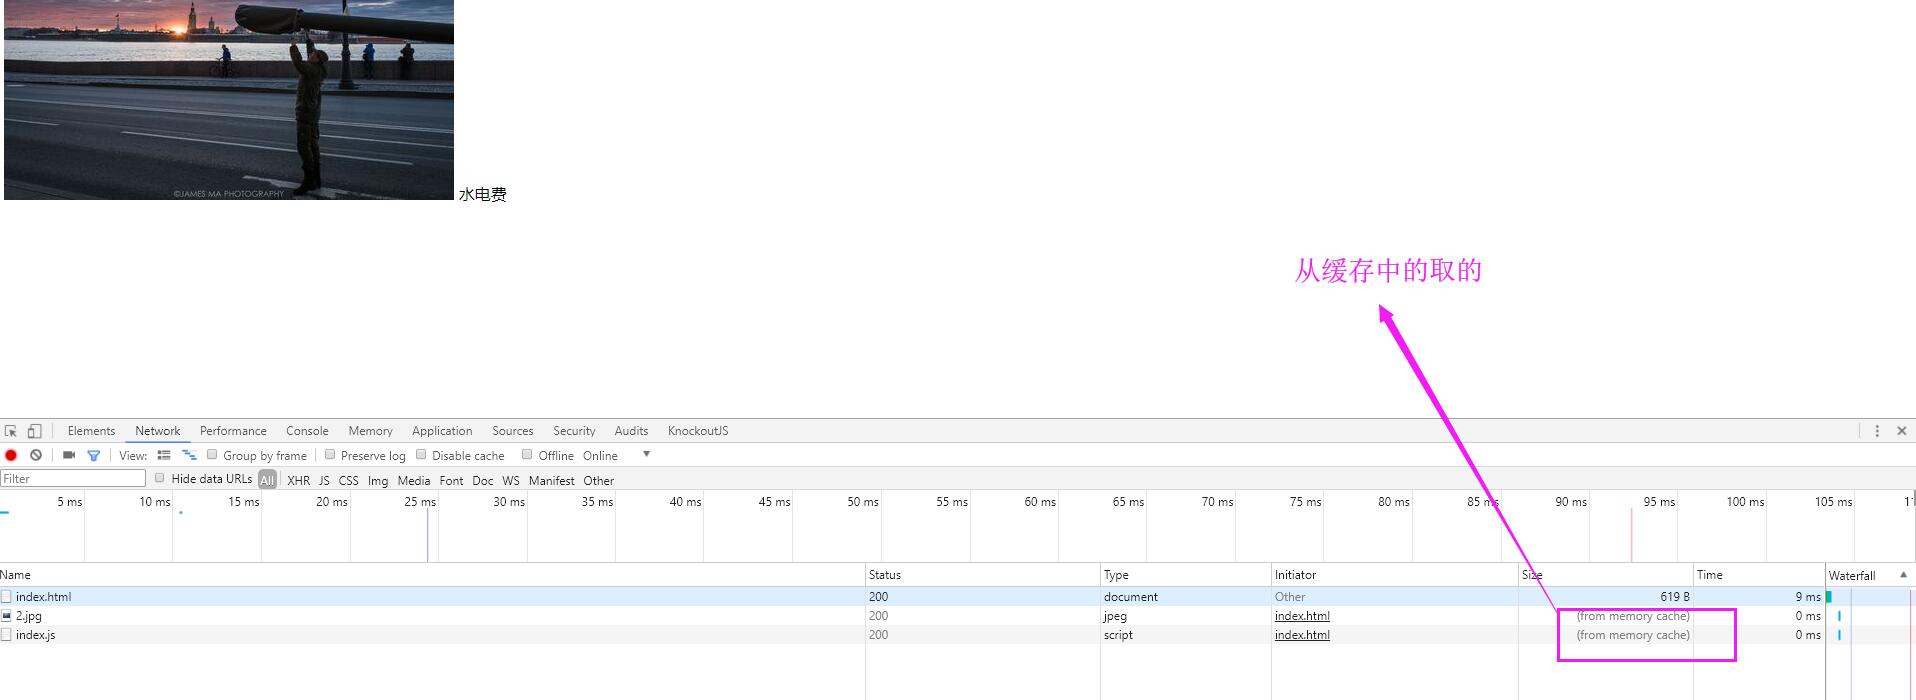 ©JAMES MA PHOTOGRAPHY
水电费
从缓存中的取的
Elements Network Performance Console Memory Application Sources Security Audits KnockoutJS
View: Group by frame Preserve log Disable cache Offline Online
Filter Hide data URLs All XHR JS CSS Img Media Font Doc WS Manifest Other
5 ms 10 ms 15 ms 20 ms 25 ms 30 ms 35 ms 40 ms 45 ms 50 ms 55 ms 60 ms 65 ms 70 ms 75 ms 80 ms 85 ms 90 ms 95 ms 100 ms 105 ms
Name Status Type Initiator Size Time Waterfall
index.html 200 document Other 619 B 9 ms
2.jpg 200 jpeg index.html (from memory cache) 0 ms
index.js 200 script index.html (from memory cache) 0 ms